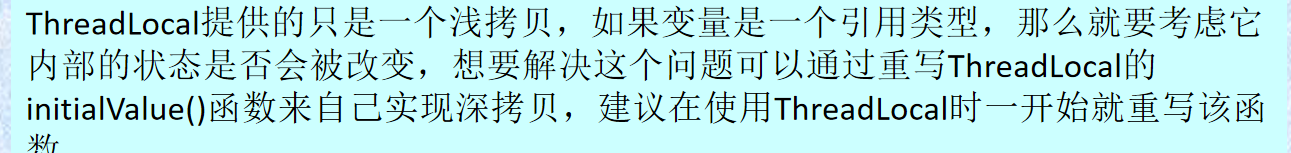 ThreadLocal提供的只是一个浅拷贝，如果变量是一个引用类型，那么就要考虑它
内部的状态是否会被改变，想要解决这个问题可以通过重写ThreadLocal的
initialValue()函数来自己实现深拷贝，建议在使用ThreadLocal时一开始就重写该函
数